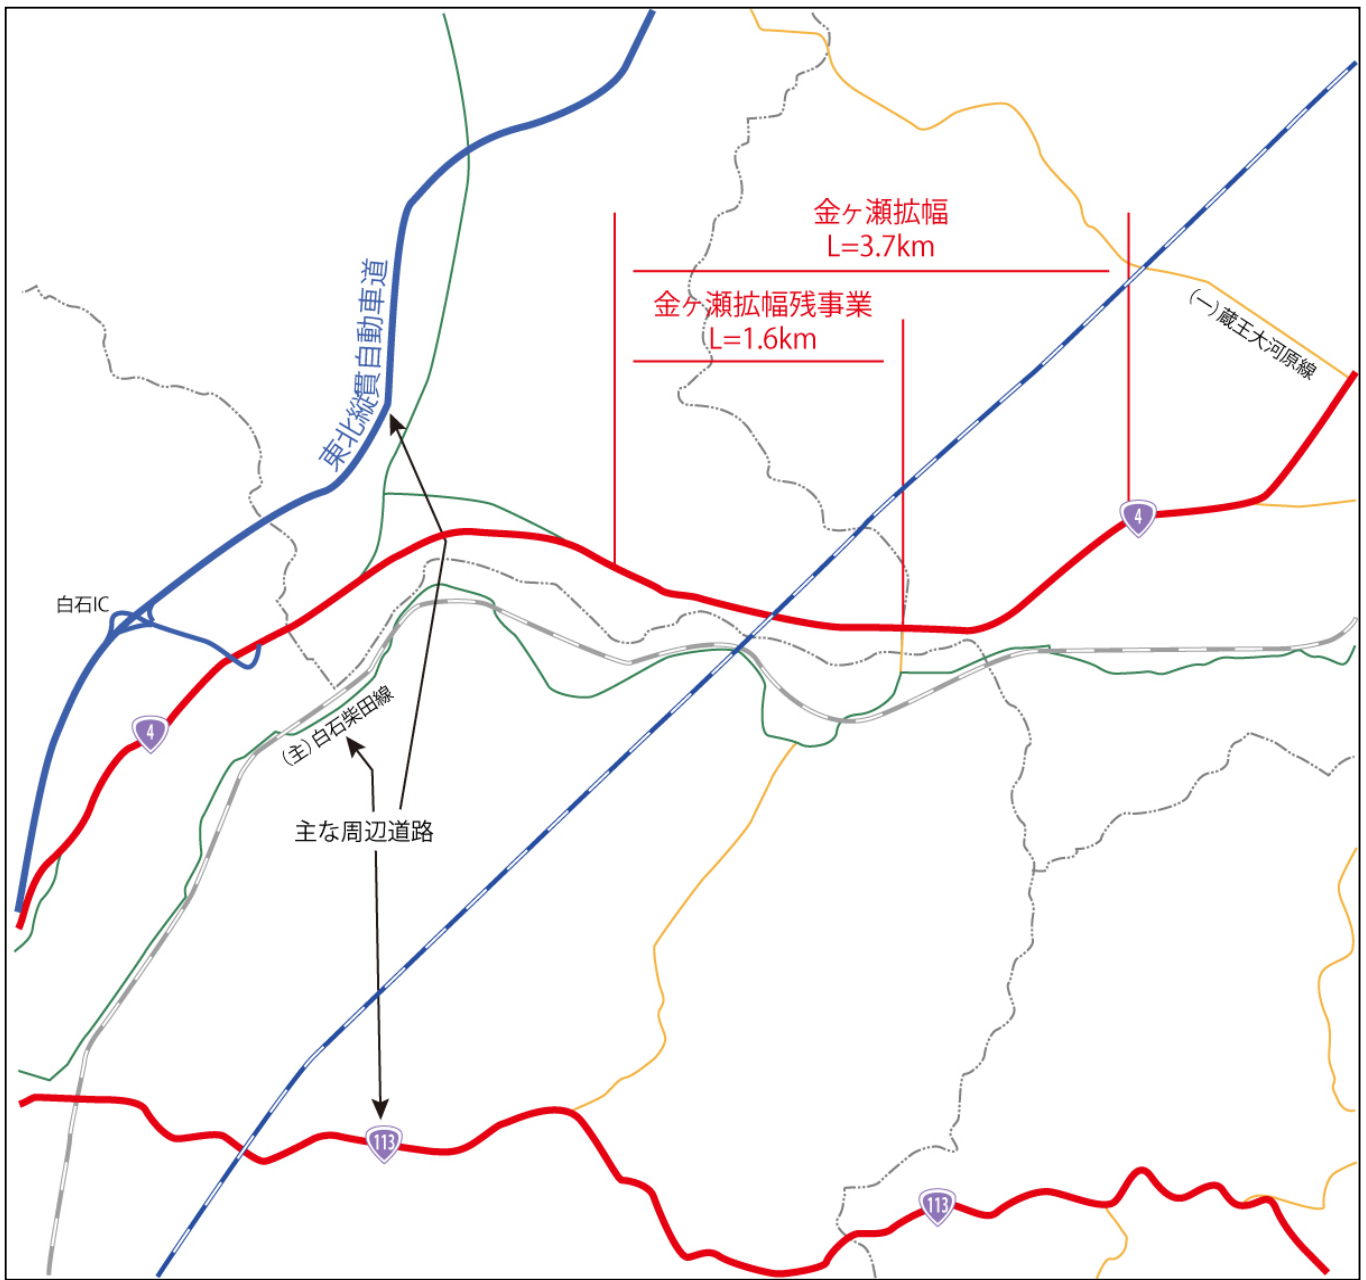 金ヶ瀬拡幅
L=3.7km
金ヶ瀬拡幅残事業
L=1.6km
(一)蔵王大河原線
東北縦貫自動車道
4
白石IC
4
(主)白石柴田線
主な周辺道路
113
113